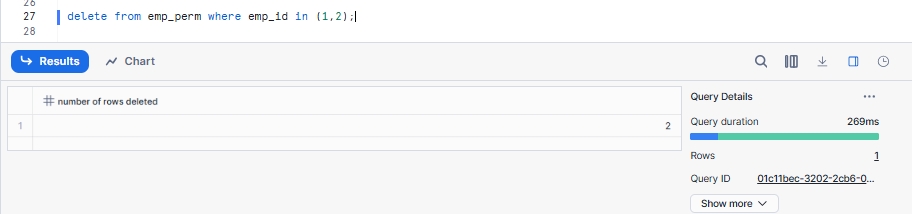 26
27 delete from emp_perm where emp_id in (1,2);
28
Results Chart
number of rows deleted
1 2
Query Details ...
Query duration 269ms
Rows 1
Query ID 01c11bec-3202-2cb6-0...
Show more